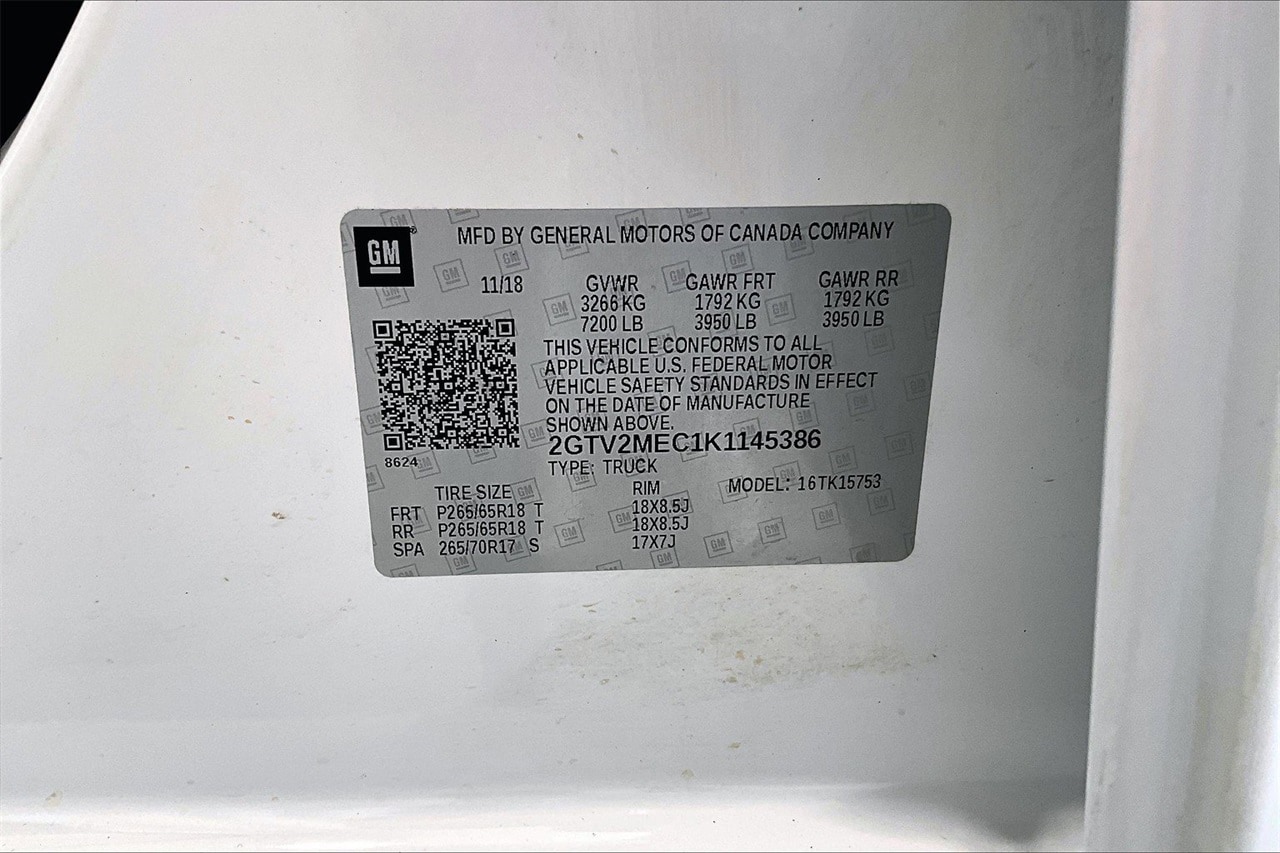 GM
MFD BY GENERAL MOTORS OF CANADA COMPANY
11/18 GVWR GAWR FRT GAWR RR
3266 KG 1792 KG 1792 KG
7200 LB 3950 LB 3950 LB
THIS VEHICLE CONFORMS TO ALL
APPLICABLE U.S. FEDERAL MOTOR
VEHICLE SAFETY STANDARDS IN EFFECT
ON THE DATE OF MANUFACTURE
SHOWN ABOVE.
2GTV2MEC1K1145386
8624
TYPE: TRUCK
MODEL: 16TK15753
TIRE SIZE RIM
FRT P265/65R18 T 18X8.5J
RR P265/65R18 T 18X8.5J
SPA 265/70R17 S 17X7J